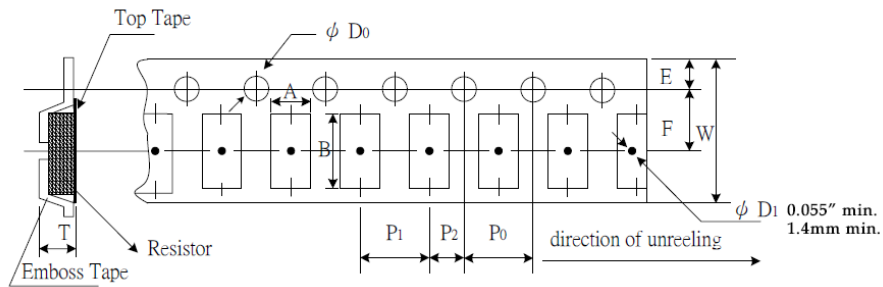 Top Tape
ϕ D0
E
A
F
W
B
ϕ D1 0.055" min.
1.4mm min.
T
Resistor
P1
P2
P0
direction of unreeling
Emboss Tape